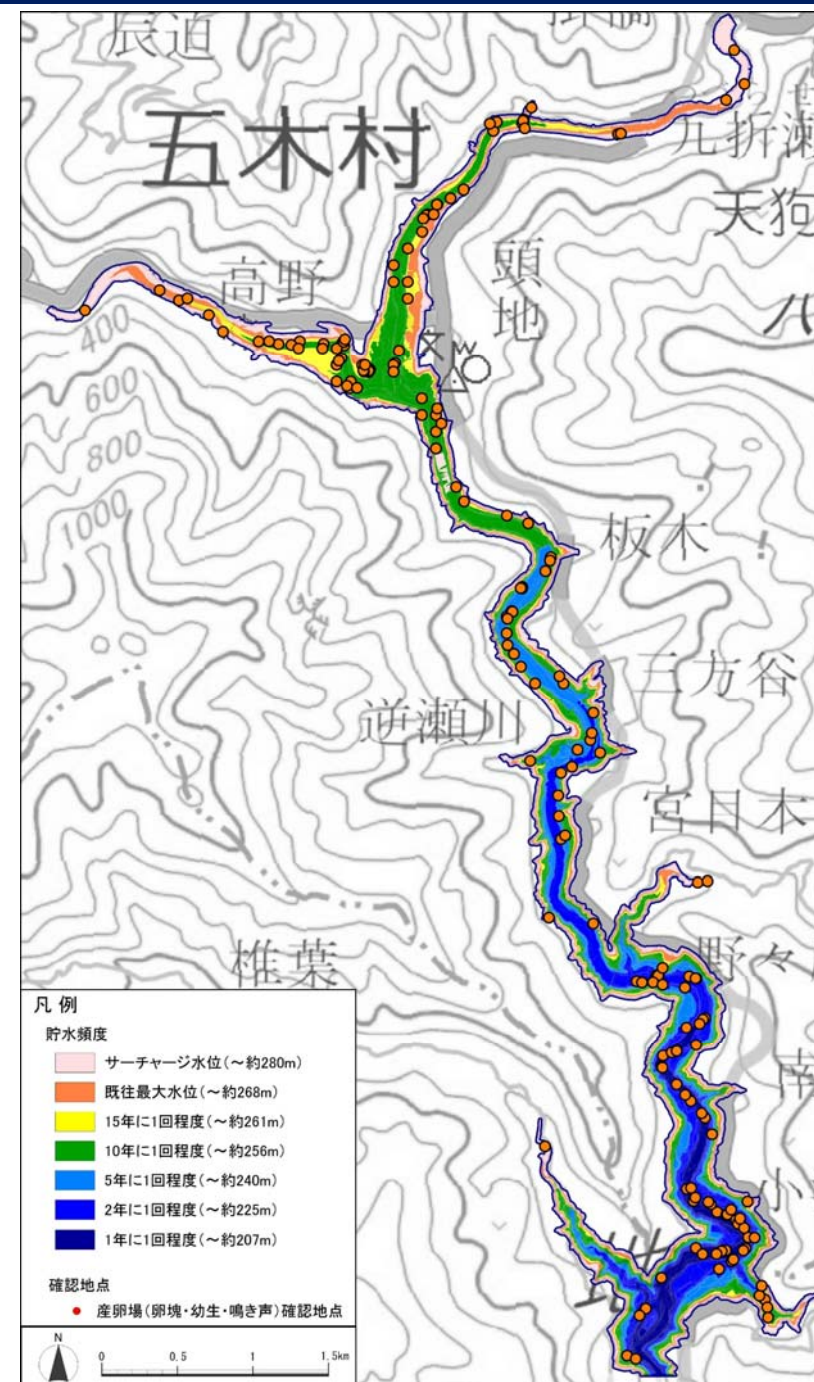 辰迫
五木村
九折瀬
天狗
高野
頭地
八
400
600
800
1000
板木
三方谷
逆瀬川
宮目木
椎葉
野々
南
小
凡例
貯水頻度
サーチャージ水位(~約280m)
既往最大水位(~約268m)
15年に1回程度(~約261m)
10年に1回程度(~約256m)
5年に1回程度(~約240m)
2年に1回程度(~約225m)
1年に1回程度(~約207m)
確認地点
産卵場(卵塊・幼生・鳴き声)確認地点
N
0 0.5 1 1.5km